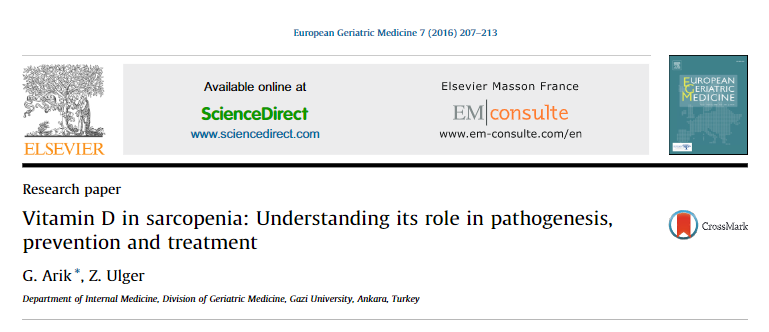 European Geriatric Medicine 7 (2016) 207–213
Available online at
ScienceDirect
www.sciencedirect.com
Elsevier Masson France
EM|consulte
www.em-consulte.com/en
EUROPEAN
GERIATRIC
MEDICINE
ELSEVIER
Research paper
Vitamin D in sarcopenia: Understanding its role in pathogenesis,
prevention and treatment
CrossMark
G. Arik *, Z. Ulger
Department of Internal Medicine, Division of Geriatric Medicine, Gazi University, Ankara, Turkey